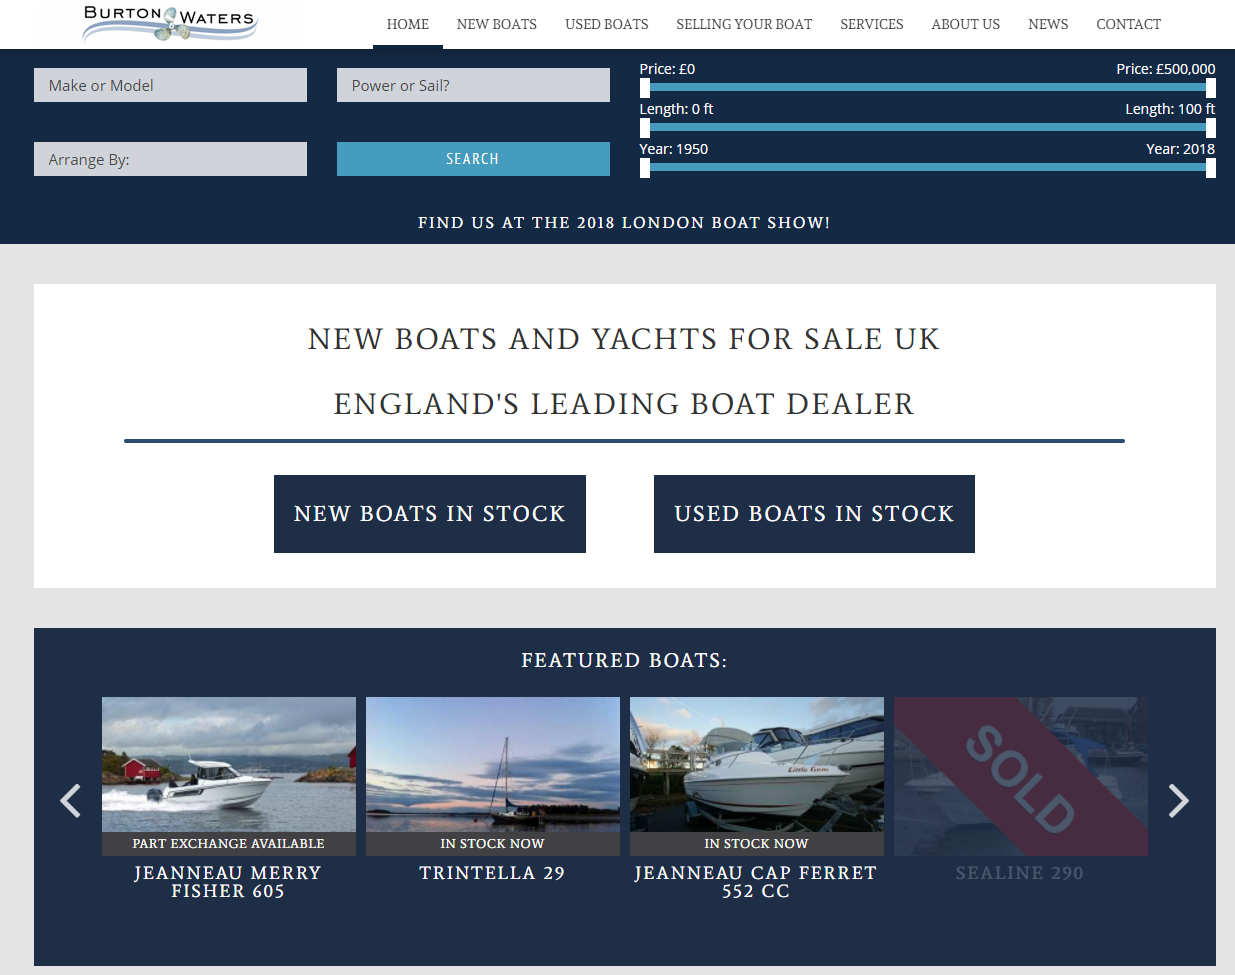 BURTON WATERS
HOME NEW BOATS USED BOATS SELLING YOUR BOAT SERVICES ABOUT US NEWS CONTACT
Make or Model
Power or Sail?
Price: £0 Price: £500,000
Length: 0 ft Length: 100 ft
Arrange By:
SEARCH
Year: 1950 Year: 2018
FIND US AT THE 2018 LONDON BOAT SHOW!
NEW BOATS AND YACHTS FOR SALE UK
ENGLAND'S LEADING BOAT DEALER
NEW BOATS IN STOCK
USED BOATS IN STOCK
FEATURED BOATS:
Little Gem
SOLD
PART EXCHANGE AVAILABLE
IN STOCK NOW
IN STOCK NOW
JEANNEAU MERRY
FISHER 605
TRINTELLA 29
JEANNEAU CAP FERRET
552 CC
SEALINE 290